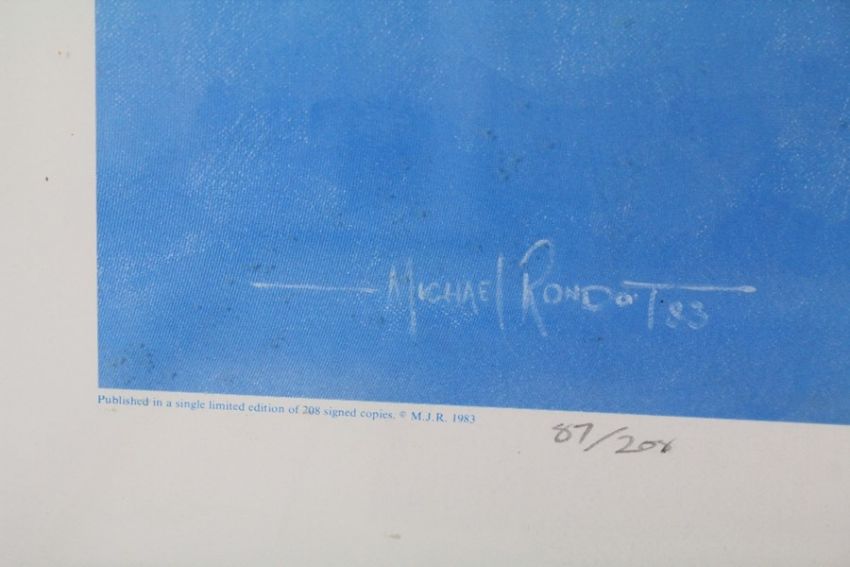 MICHAEL RONDOT 83
Published in a single limited edition of 208 signed copies. © M.J.R. 1983
87/208